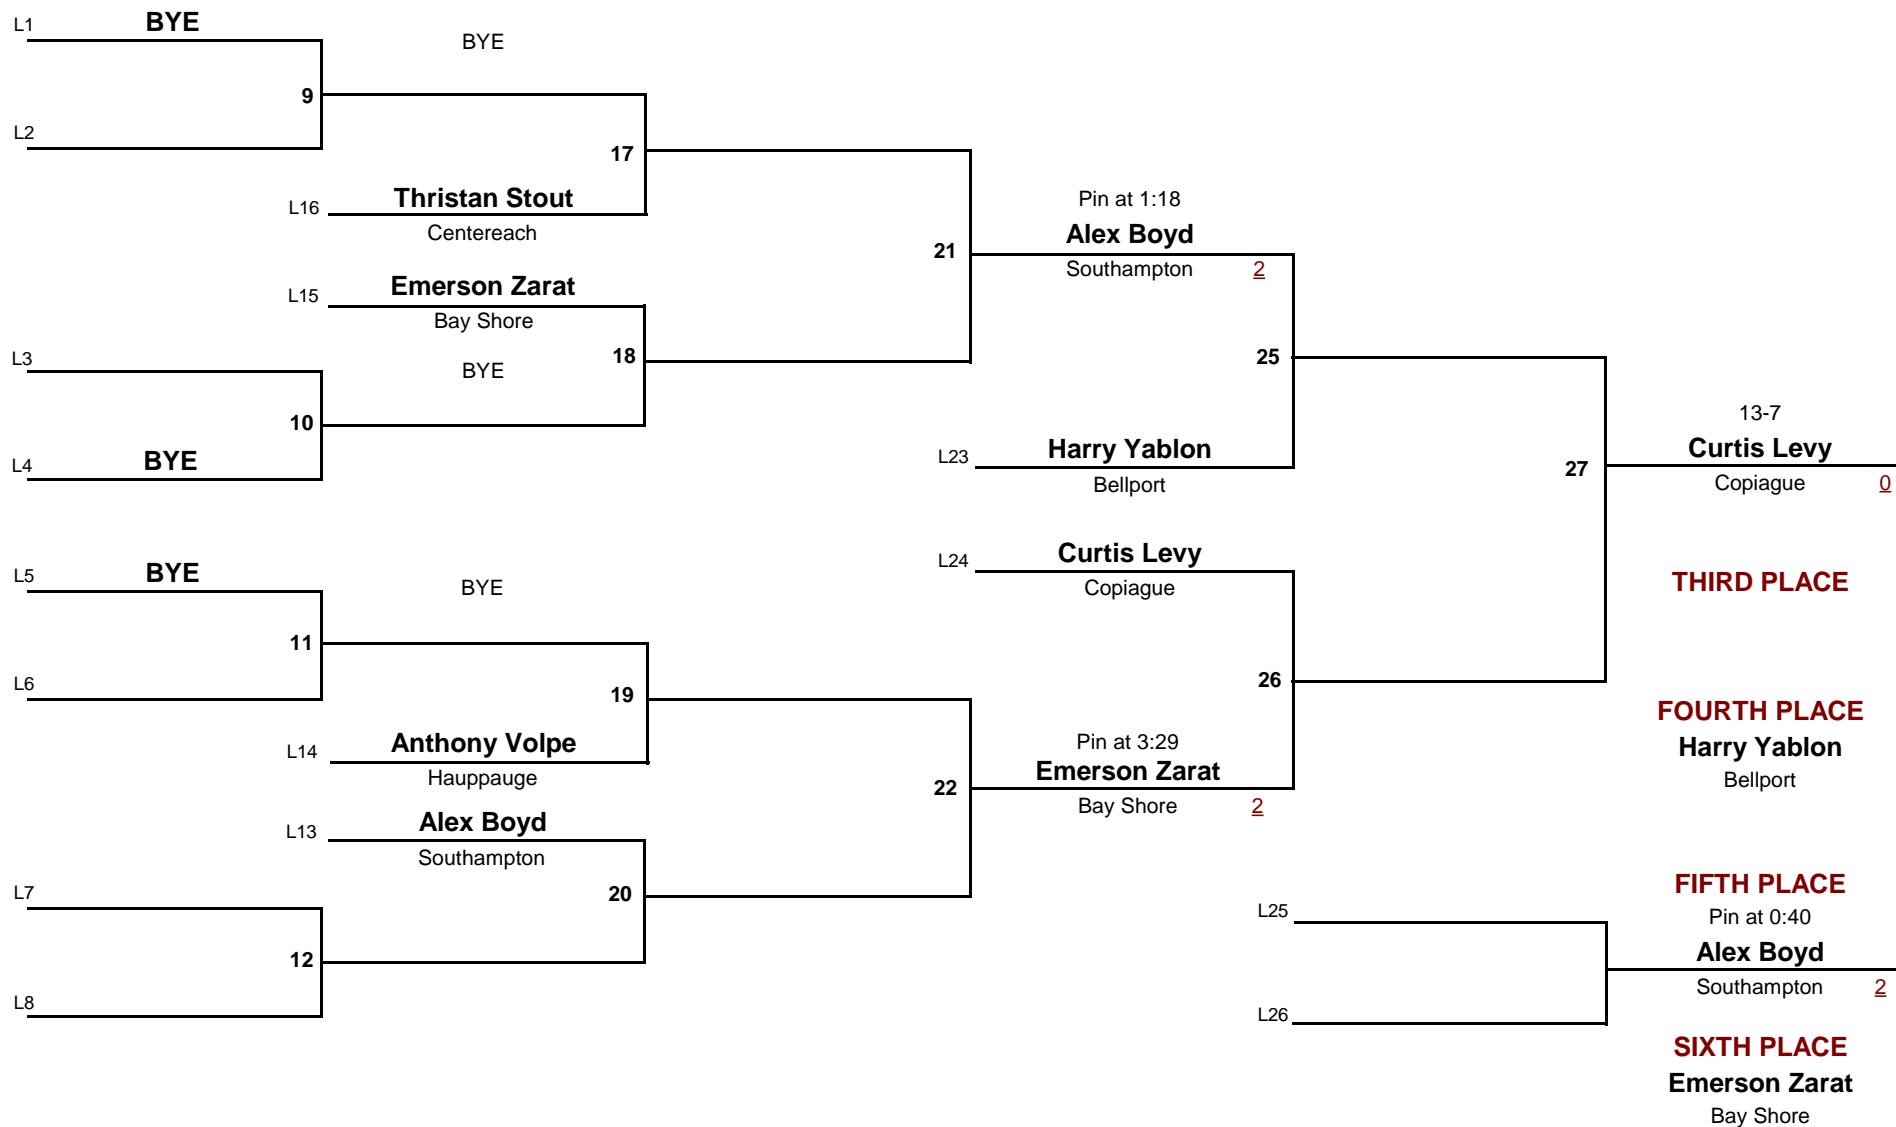 L1 BYE
BYE
9
L2
17
L16 Thristan Stout
Centereach
L15 Emerson Zarat
Bay Shore
L3
BYE
18
10
L4 BYE
21
Pin at 1:18
Alex Boyd
Southampton 2
25
L23 Harry Yablon
Bellport
L24 Curtis Levy
Copiague
27
13-7
Curtis Levy
Copiague 0
THIRD PLACE
L5 BYE
BYE
11
L6
19
L14 Anthony Volpe
Hauppauge
L13 Alex Boyd
Southampton
L7
20
12
L8
22
Pin at 3:29
Emerson Zarat
Bay Shore 2
26
FOURTH PLACE
Harry Yablon
Bellport
FIFTH PLACE
L25
Pin at 0:40
Alex Boyd
Southampton 2
L26
SIXTH PLACE
Emerson Zarat
Bay Shore